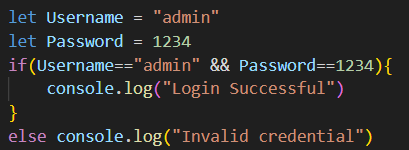 let Username = "admin"
let Password = 1234
if(Username=="admin" && Password==1234){
    console.log("Login Successful")
}
else console.log("Invalid credential")